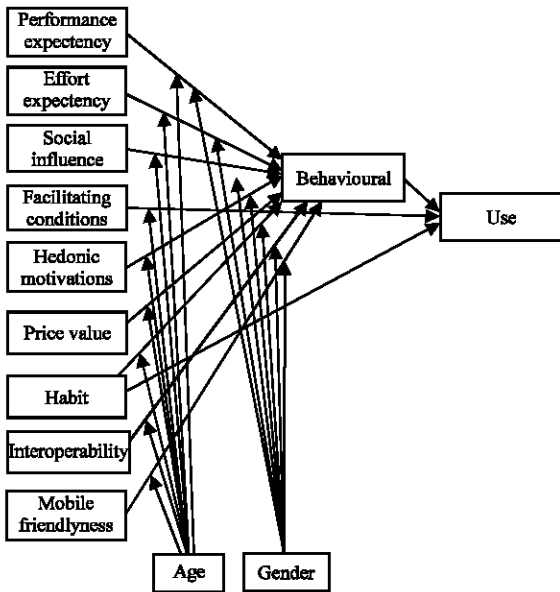 Performance
expectency
Effort
expectency
Social
influence
Facilitating
conditions
Hedonic
motivations
Price value
Habit
Interoperability
Mobile
friendlyness
Behavioural
Use
Age
Gender